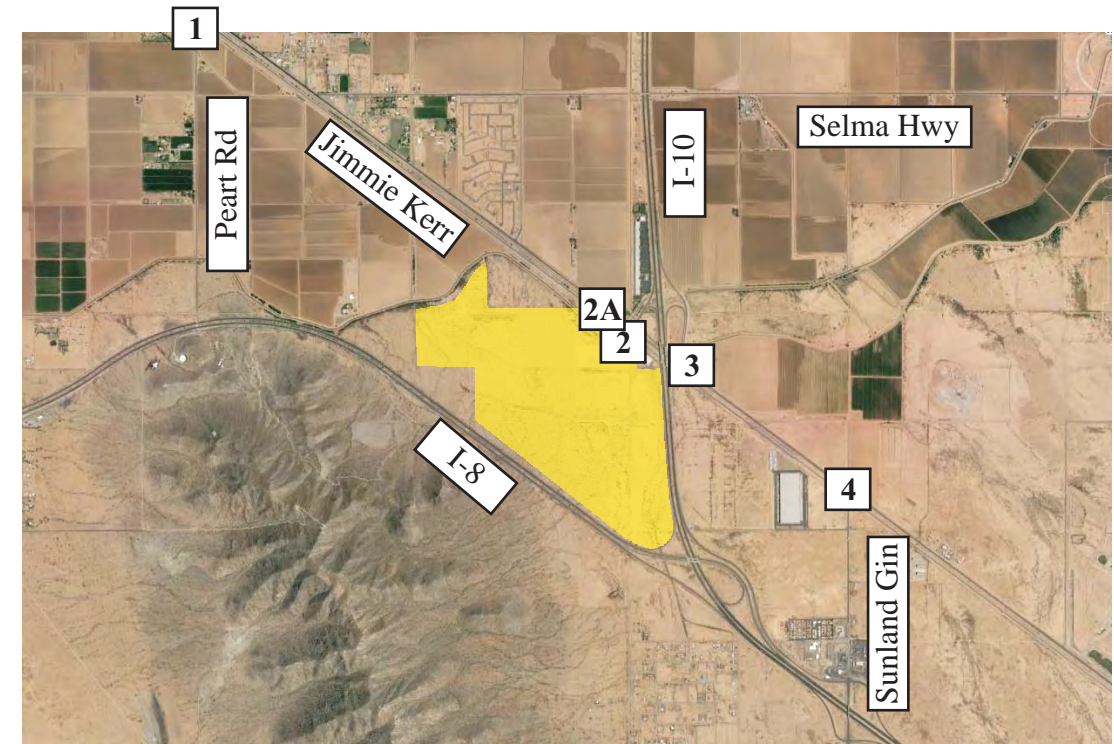 1
Peart Rd
Jimmie Kerr
I-10
Selma Hwy
2A
2
3
I-8
4
Sunland Gin